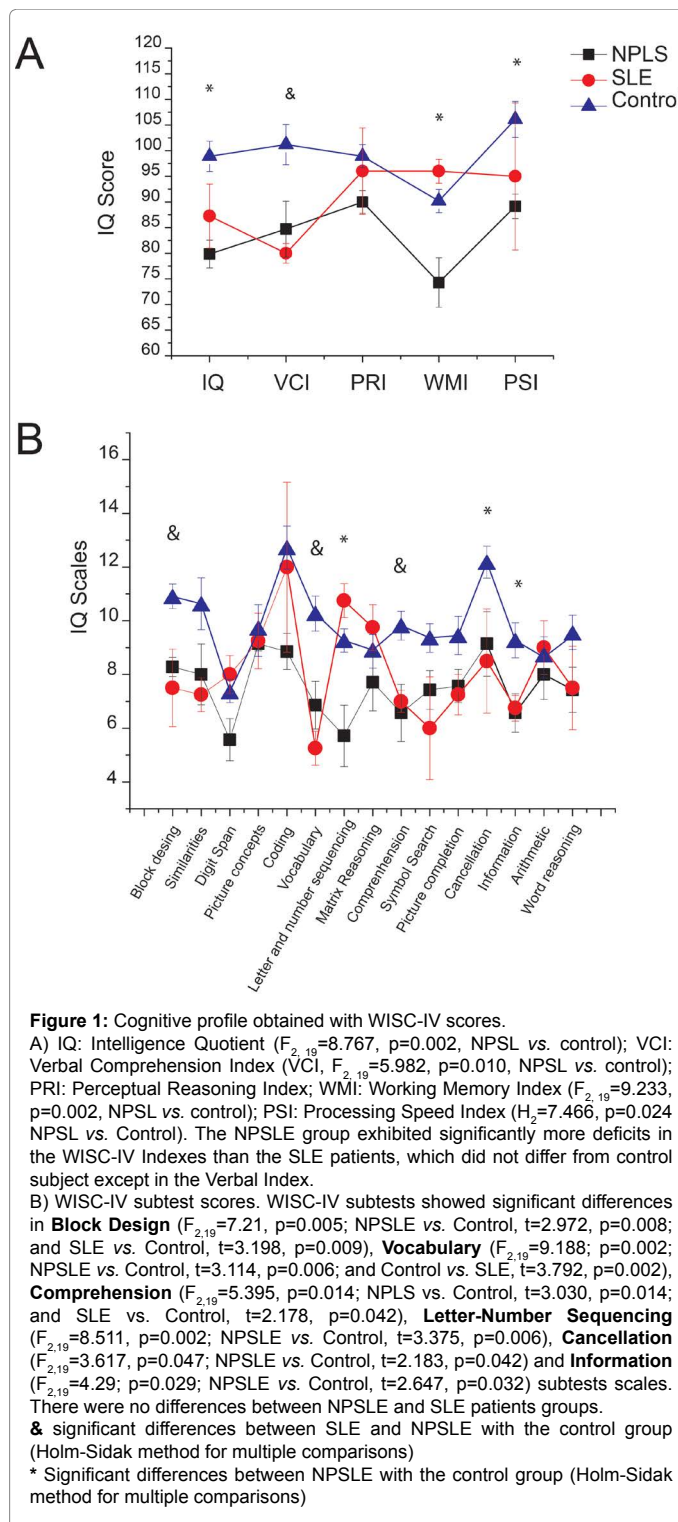 A
120
115
110
105
100
95
90
85
80
75
70
65
60
IQ Score
*
&
*
*
NPLS
SLE
Contro
IQ
VCI
PRI
WMI
PSI
B
16
14
12
10
8
6
4
IQ Scales
&
&
*
&
*
*
Block desing
Similarities
Digit Span
Picture concepts
Coding
Vocabulary
Letter and number sequencing
Matrix Reasoning
Comprenhension
Symbol Search
Picture completion
Cancellation
Information
Arithmetic
Word reasoning
Figure 1: Cognitive profile obtained with WISC-IV scores.
A) IQ: Intelligence Quotient (F2, 19=8.767, p=0.002, NPSL vs. control); VCI:
Verbal Comprehension Index (VCI, F2, 19=5.982, p=0.010, NPSL vs. control);
PRI: Perceptual Reasoning Index; WMI: Working Memory Index (F2, 19=9.233,
p=0.002, NPSL vs. control); PSI: Processing Speed Index (H2=7.466, p=0.024
NPSL vs. Control). The NPSLE group exhibited significantly more deficits in
the WISC-IV Indexes than the SLE patients, which did not differ from control
subject except in the Verbal Index.
B) WISC-IV subtest scores. WISC-IV subtests showed significant differences
in Block Design (F2,19=7.21, p=0.005; NPSLE vs. Control, t=2.972, p=0.008;
and SLE vs. Control, t=3.198, p=0.009), Vocabulary (F2,19=9.188; p=0.002;
NPSLE vs. Control, t=3.114, p=0.006; and Control vs. SLE, t=3.792, p=0.002),
Comprehension (F2,19=5.395, p=0.014; NPLS vs. Control, t=3.030, p=0.014;
and SLE vs. Control, t=2.178, p=0.042), Letter-Number Sequencing
(F2,19=8.511, p=0.002; NPSLE vs. Control, t=3.375, p=0.006), Cancellation
(F2,19=3.617, p=0.047; NPSLE vs. Control, t=2.183, p=0.042) and Information
(F2,19=4.29; p=0.029; NPSLE vs. Control, t=2.647, p=0.032) subtests scales.
There were no differences between NPSLE and SLE patients groups.
& significant differences between SLE and NPSLE with the control group
(Holm-Sidak method for multiple comparisons)
* Significant differences between NPSLE with the control group (Holm-Sidak
method for multiple comparisons)